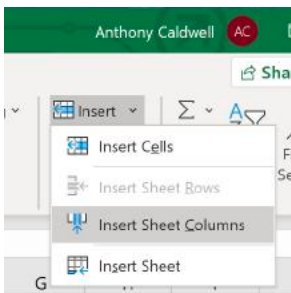 Anthony Caldwell AC
Sha
Insert
Insert Cells
Insert Sheet Rows
Insert Sheet Columns
Insert Sheet
G